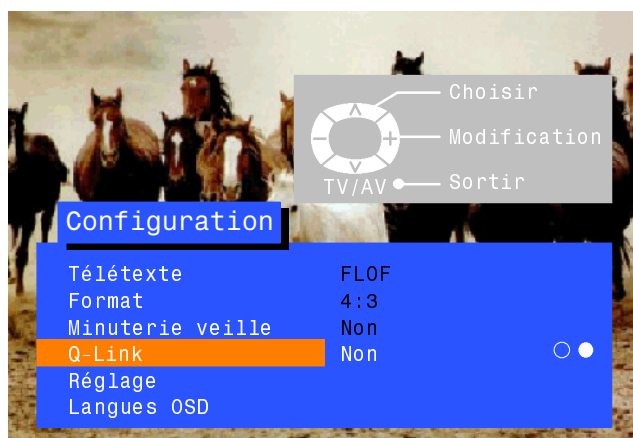 Choisir
Modification
TV/AV Sortir
Configuration
Télétexte FLOF
Format 4:3
Minuterie veille Non
Q-Link Non
Réglage
Langues OSD